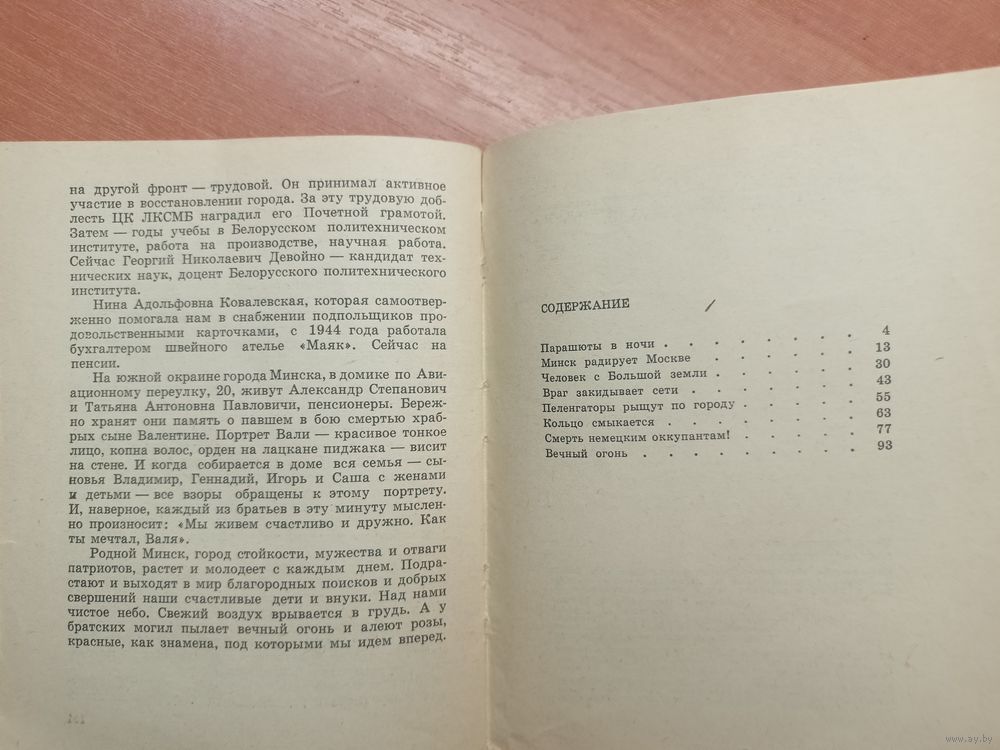 на другой фронт — трудовой. Он принимал активное
участие в восстановлении города. За эту трудовую доб-
лесть ЦК ЛКСМБ наградил его Почетной грамотой.
Затем — годы учебы в Белорусском политехническом
институте, работа на производстве, научная работа.
Сейчас Георгий Николаевич Девойно — кандидат тех-
нических наук, доцент Белорусского политехнического
института.
Нина Адольфовна Ковалевская, которая самоотвер-
женно помогала нам в снабжении подпольщиков про-
довольственными карточками, с 1944 года работала
бухгалтером швейного ателье «Маяк». Сейчас на
пенсии.
На южной окраине города Минска, в домике по Ави-
ационному переулку, 20, живут Александр Степанович
и Татьяна Антоновна Павловичи, пенсионеры. Береж-
но хранят они память о павшем в бою смертью храб-
рых сыне Валентине. Портрет Вали — красивое тонкое
лицо, копна волос, орден на лацкане пиджака — висит
на стене. И когда собирается в доме вся семья — сы-
новья Владимир, Геннадий, Игорь и Саша с женами
и детьми — все взоры обращены к этому портрету.
И, наверное, каждый из братьев в эту минуту мыслен-
но произносит: «Мы живем счастливо и дружно. Как
ты мечтал, Валя».
Родной Минск, город стойкости, мужества и отваги
патриотов, растет и молодеет с каждым днем. Подра-
стают и выходят в мир благородных поисков и добрых
свершений наши счастливые дети и внуки. Над нами
чистое небо. Свежий воздух врывается в грудь. А у
братских могил пылает вечный огонь и алеют розы,
красные, как знамена, под которыми мы идем вперед.
СОДЕРЖАНИЕ
Парашюты в ночи . . . . . . . . 4
Минск радирует Москве . . . . . . 13
Человек с Большой земли . . . . . . 30
Враг закидывает сети . . . . . . . 43
Пеленгаторы рыщут по городу . . . . . 55
Кольцо смыкается . . . . . . . . 63
Смерть немецким оккупантам! . . . . . 77
Вечный огонь . . . . . . . . . 93
www.ay.by